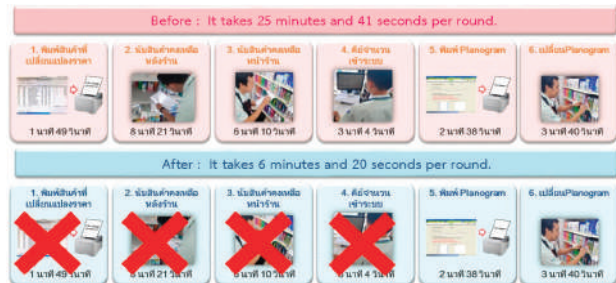 Before : It takes 25 minutes and 41 seconds per round.
1. พิมพ์สินค้าที่
เปลี่ยนแปลงราคา
1 นาที 49 วินาที
2. นับสินค้าคงเหลือ
หลังร้าน
8 นาที 21 วินาที
3. นับสินค้าคงเหลือ
หน้าร้าน
6 นาที 10 วินาที
4. คีย์จำนวน
เข้าระบบ
3 นาที 4 วินาที
5. พิมพ์ Planogram
2 นาที 38 วินาที
6. เปลี่ยนPlanogram
3 นาที 40 วินาที
After : It takes 6 minutes and 20 seconds per round.
1. พิมพ์สินค้าที่
เปลี่ยนแปลงราคา
1 นาที 49 วินาที
2. นับสินค้าคงเหลือ
หลังร้าน
นาที 21 วินาที
3. นับสินค้าคงเหลือ
หน้าร้าน
นาที 10 วินาที
4. คีย์จำนวน
เข้าระบบ
นาที 4 วินาที
5. พิมพ์ Planogram
2 นาที 38 วินาที
6. เปลี่ยนPlanogram
3 นาที 40 วินาที